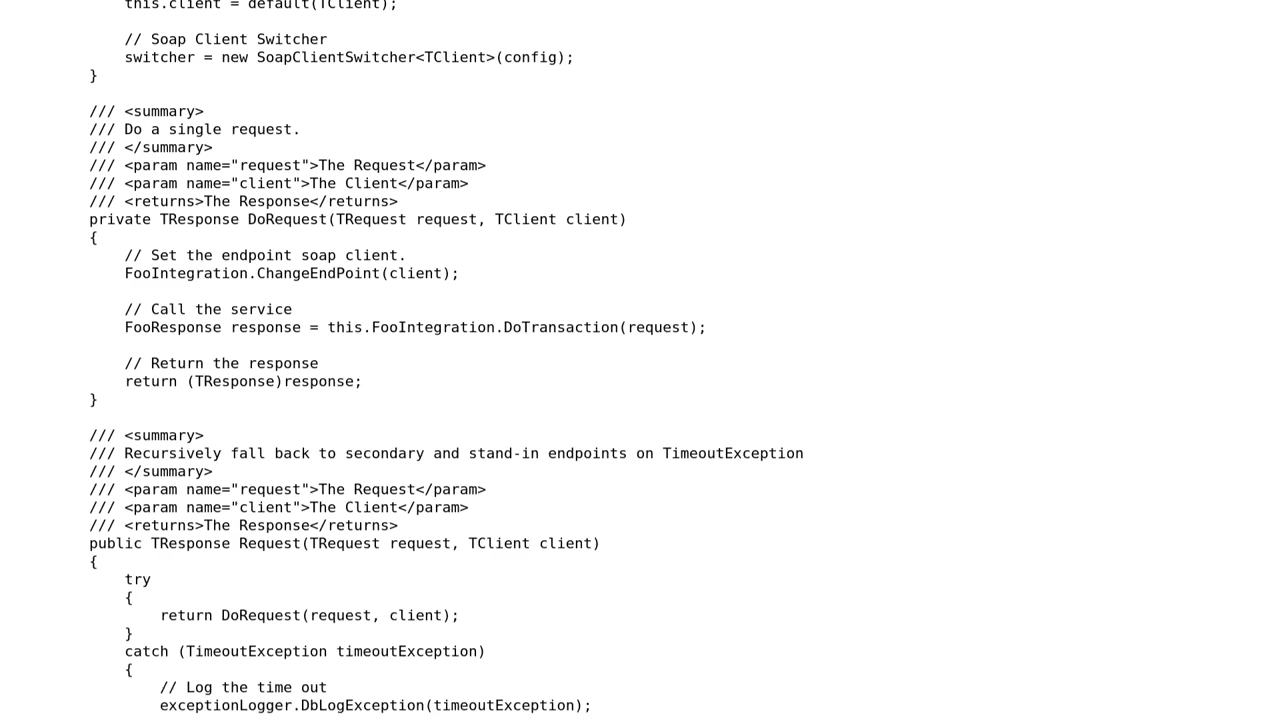 this.client = default(TClient);
// Soap Client Switcher
switcher = new SoapClientSwitcher<TClient>(config);
}
/// <summary>
/// Do a single request.
/// </summary>
/// <param name="request">The Request</param>
/// <param name="client">The Client</param>
/// <returns>The Response</returns>
private TResponse DoRequest(TRequest request, TClient client)
{
// Set the endpoint soap client.
FooIntegration.ChangeEndPoint(client);
// Call the service
FooResponse response = this.FooIntegration.DoTransaction(request);
// Return the response
return (TResponse)response;
}
/// <summary>
/// Recursively fall back to secondary and stand-in endpoints on TimeoutException
/// </summary>
/// <param name="request">The Request</param>
/// <param name="client">The Client</param>
/// <returns>The Response</returns>
public TResponse Request(TRequest request, TClient client)
{
try
{
return DoRequest(request, client);
}
catch (TimeoutException timeoutException)
{
// Log the time out
exceptionLogger.DbLogException(timeoutException);